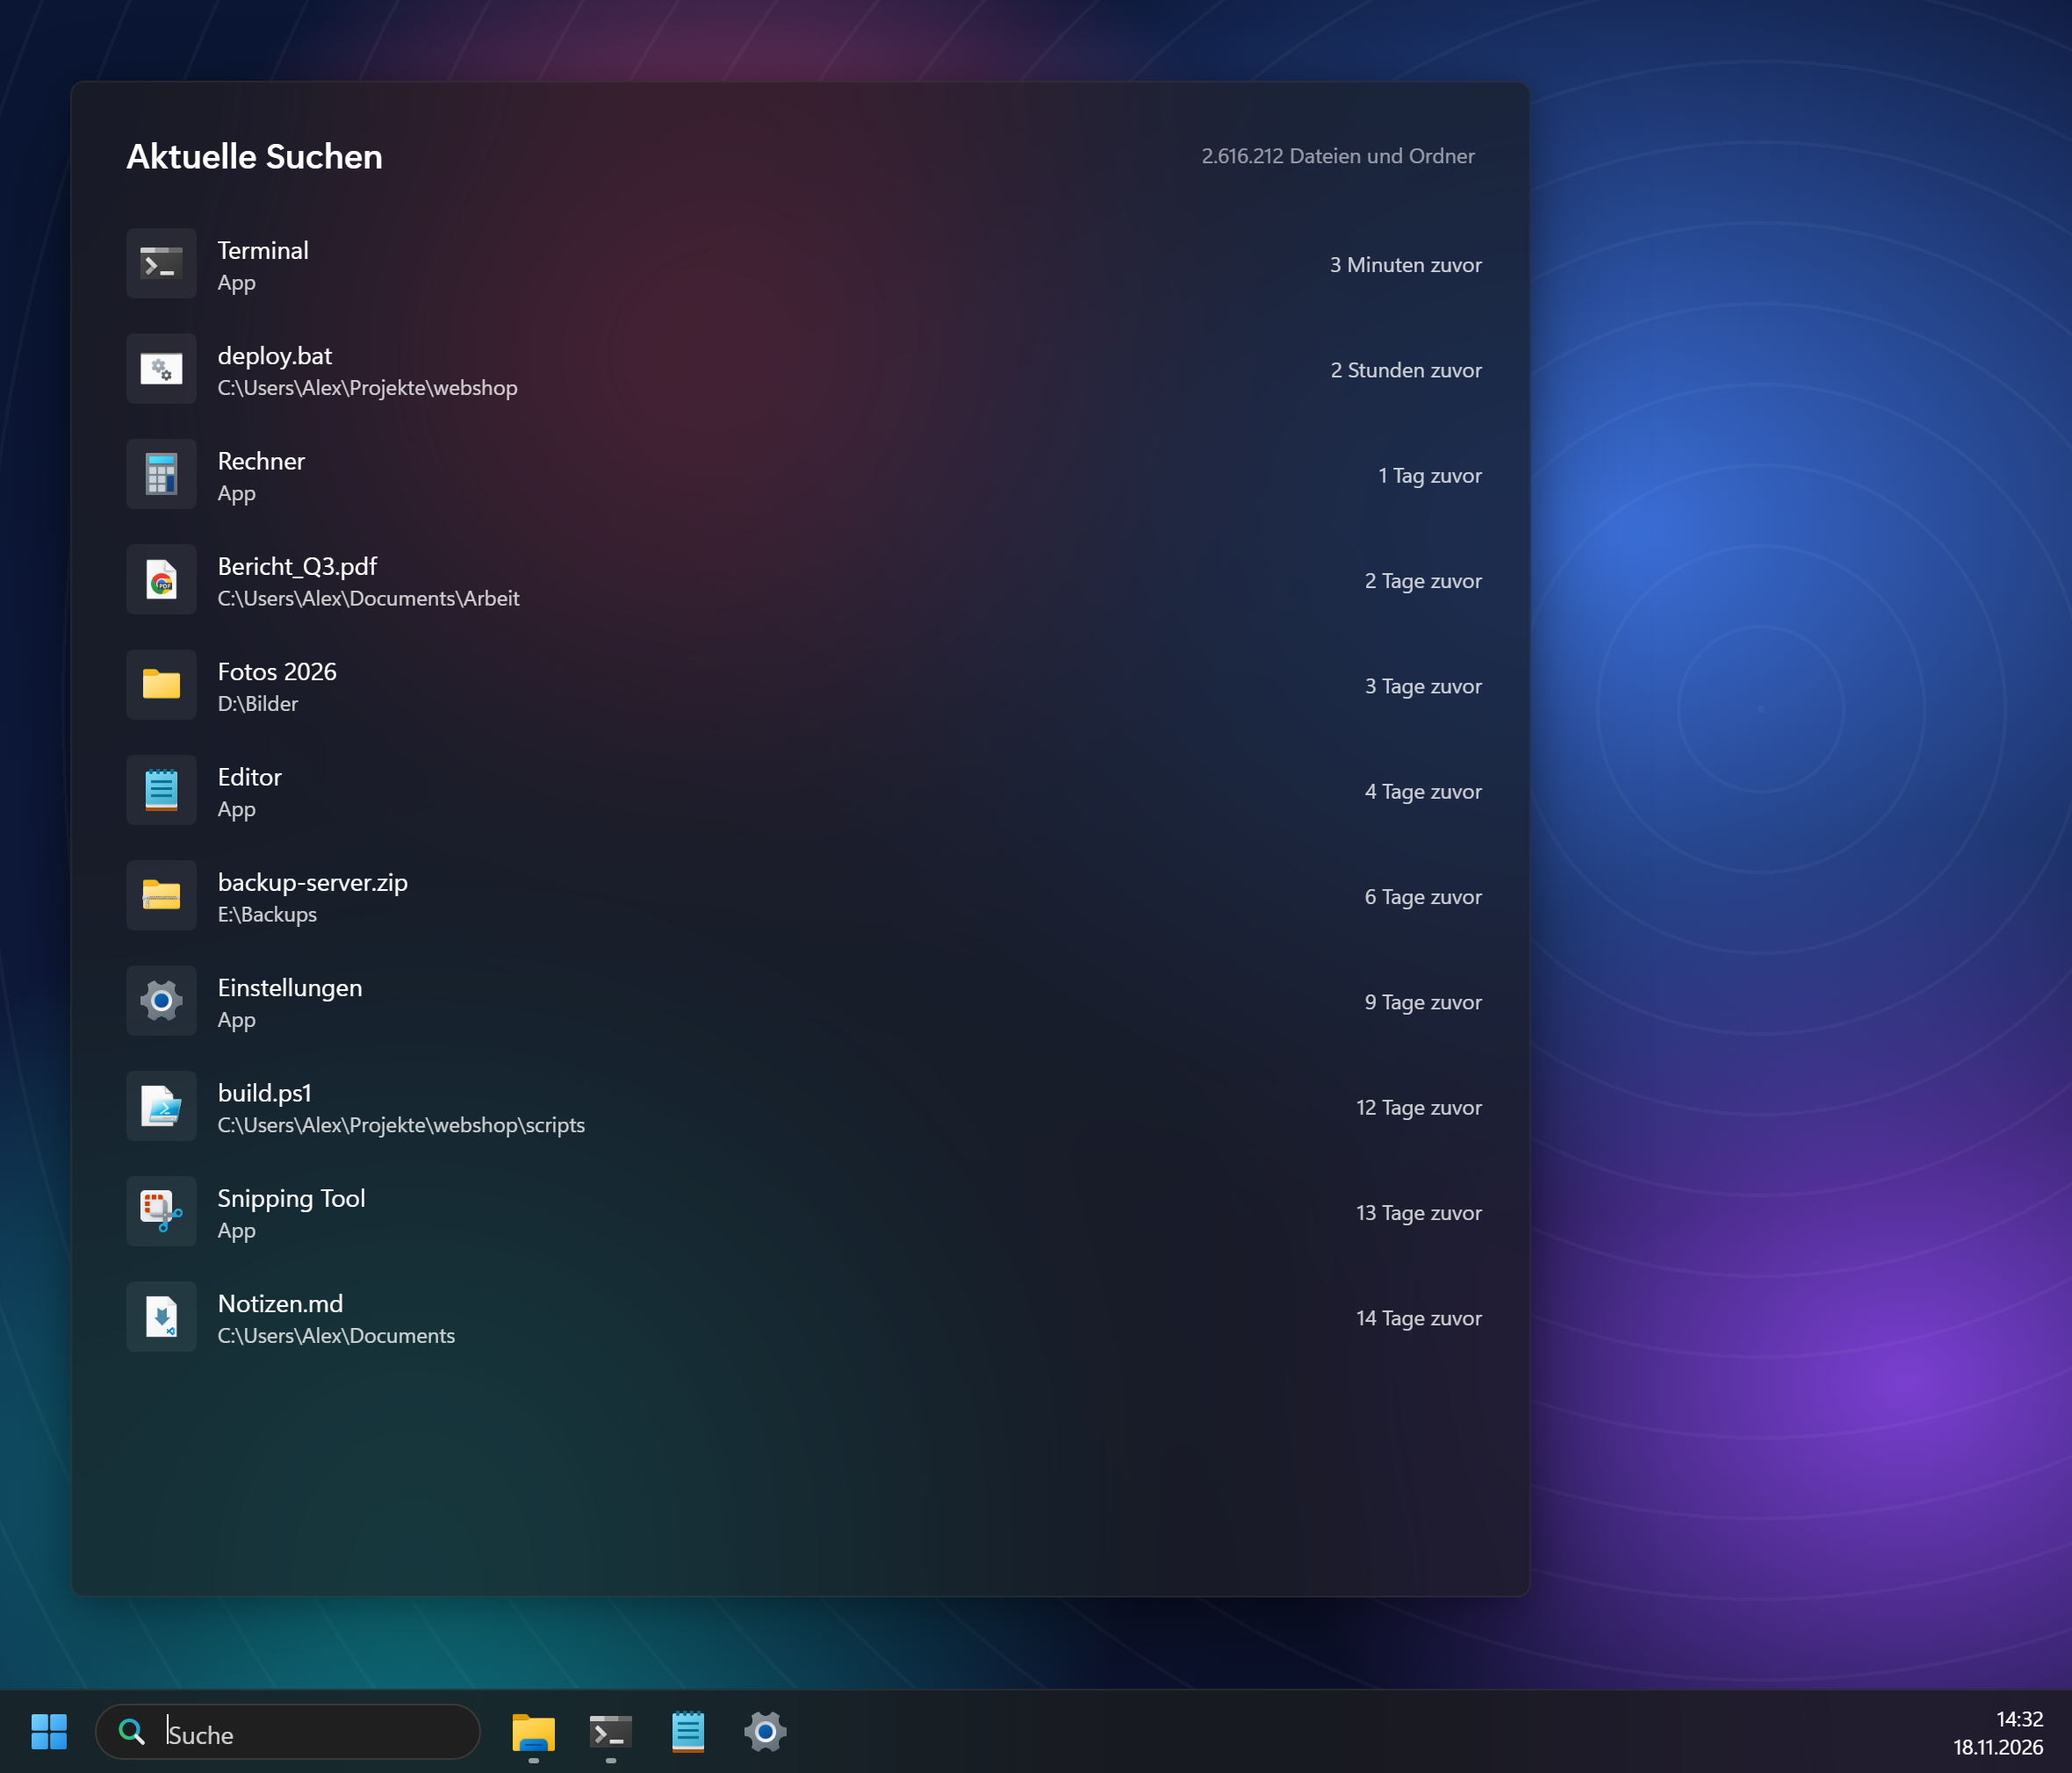 Aktuelle Suchen
2.616.212 Dateien und Ordner
Terminal
App
3 Minuten zuvor
deploy.bat
C:\Users\Alex\Projekte\webshop
2 Stunden zuvor
Rechner
App
1 Tag zuvor
PDF
Bericht_Q3.pdf
C:\Users\Alex\Documents\Arbeit
2 Tage zuvor
Fotos 2026
D:\Bilder
3 Tage zuvor
Editor
App
4 Tage zuvor
backup-server.zip
E:\Backups
6 Tage zuvor
Einstellungen
App
9 Tage zuvor
build.ps1
C:\Users\Alex\Projekte\webshop\scripts
12 Tage zuvor
Snipping Tool
App
13 Tage zuvor
Notizen.md
C:\Users\Alex\Documents
14 Tage zuvor
Suche
14:32
18.11.2026